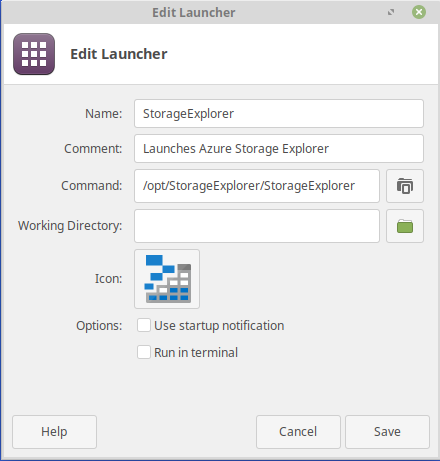 Edit Launcher
Edit Launcher
Name: StorageExplorer
Comment: Launches Azure Storage Explorer
Command: /opt/StorageExplorer/StorageExplorer
Working Directory:
Icon:
Options: Use startup notification
Run in terminal
Help Cancel Save